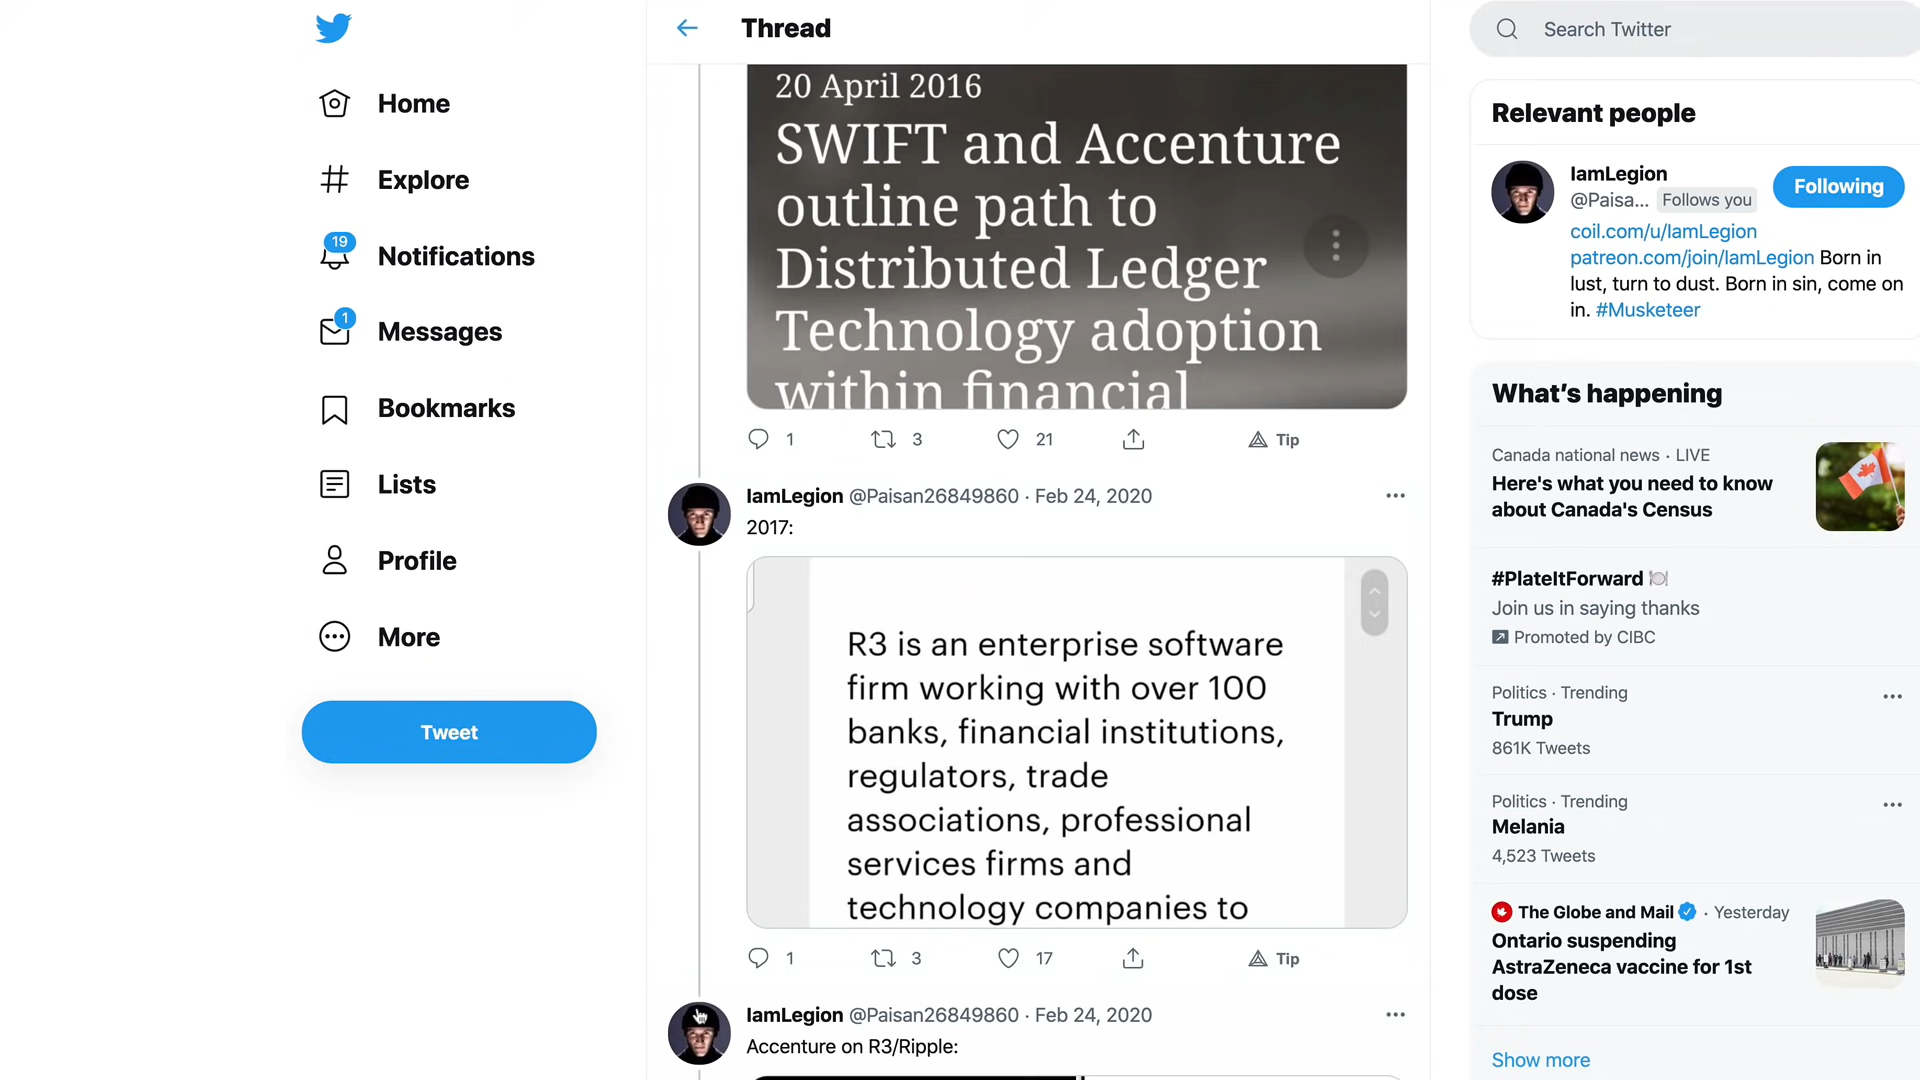 Home
Explore
19
Notifications
1
Messages
Bookmarks
Lists
Profile
More
Tweet
Thread
20 April 2016
SWIFT and Accenture
outline path to
Distributed Ledger
Technology adoption
within financial
1
3
21
Tip
IamLegion @Paisan26849860 · Feb 24, 2020
2017:
R3 is an enterprise software
firm working with over 100
banks, financial institutions,
regulators, trade
associations, professional
services firms and
technology companies to
1
3
17
Tip
IamLegion @Paisan26849860 · Feb 24, 2020
Accenture on R3/Ripple:
Search Twitter
Relevant people
IamLegion
@Paisa... Follows you
Following
coil.com/u/IamLegion
patreon.com/join/IamLegion Born in
lust, turn to dust. Born in sin, come on
in. #Musketeer
What's happening
Canada national news · LIVE
Here's what you need to know
about Canada's Census
#PlateItForward 🍽
Join us in saying thanks
Promoted by CIBC
Politics · Trending
Trump
861K Tweets
Politics · Trending
Melania
4,523 Tweets
The Globe and Mail · Yesterday
Ontario suspending
AstraZeneca vaccine for 1st
dose
Show more